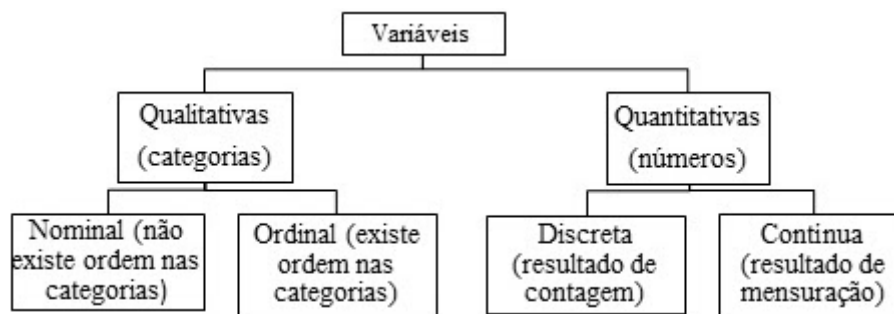 Variáveis
Qualitativas
(categorias)
Quantitativas
(números)
Nominal (não
existe ordem nas
categorias)
Ordinal (existe
ordem nas
categorias)
Discreta
(resultado de
contagem)
Contínua
(resultado de
mensuração)